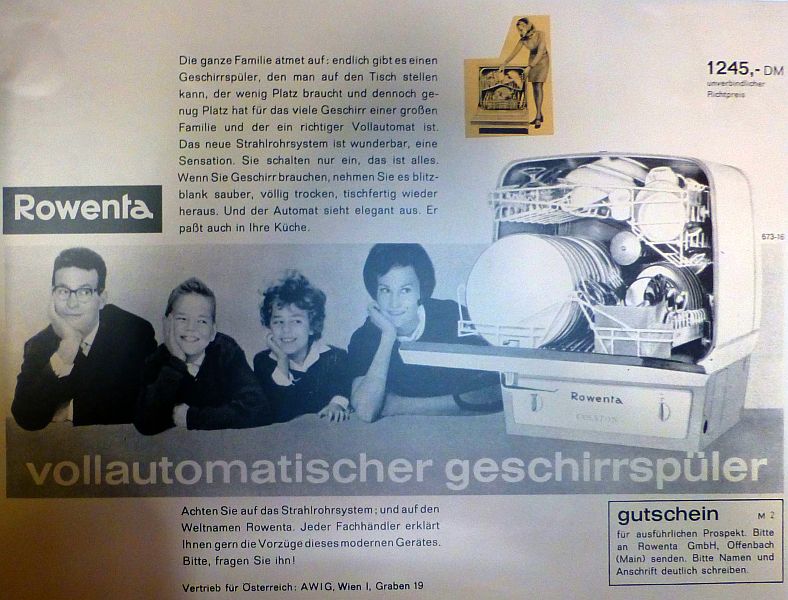 Die ganze Familie atmet auf: endlich gibt es einen
Geschirrspüler, den man auf den Tisch stellen
kann, der wenig Platz braucht und dennoch ge-
nug Platz hat für das viele Geschirr einer großen
Familie und der ein richtiger Vollautomat ist.
Das neue Strahlrohrsystem ist wunderbar, eine
Sensation. Sie schalten nur ein, das ist alles.
Wenn Sie Geschirr brauchen, nehmen Sie es blitz-
blank sauber, völlig trocken, tischfertig wieder
heraus. Und der Automat sieht elegant aus. Er
paßt auch in Ihre Küche.
1245,- DM
unverbindlicher
Richtpreis
Rowenta
673-16
Rowenta
vollautomatischer geschirrspüler
Achten Sie auf das Strahlrohrsystem; und auf den
Weltnamen Rowenta. Jeder Fachhändler erklärt
Ihnen gern die Vorzüge dieses modernen Gerätes.
Bitte, fragen Sie ihn!
Vertrieb für Österreich: AWIG, Wien I, Graben 19
gutschein M 2
für ausführlichen Prospekt. Bitte
an Rowenta GmbH, Offenbach
(Main) senden. Bitte Namen und
Anschrift deutlich schreiben.